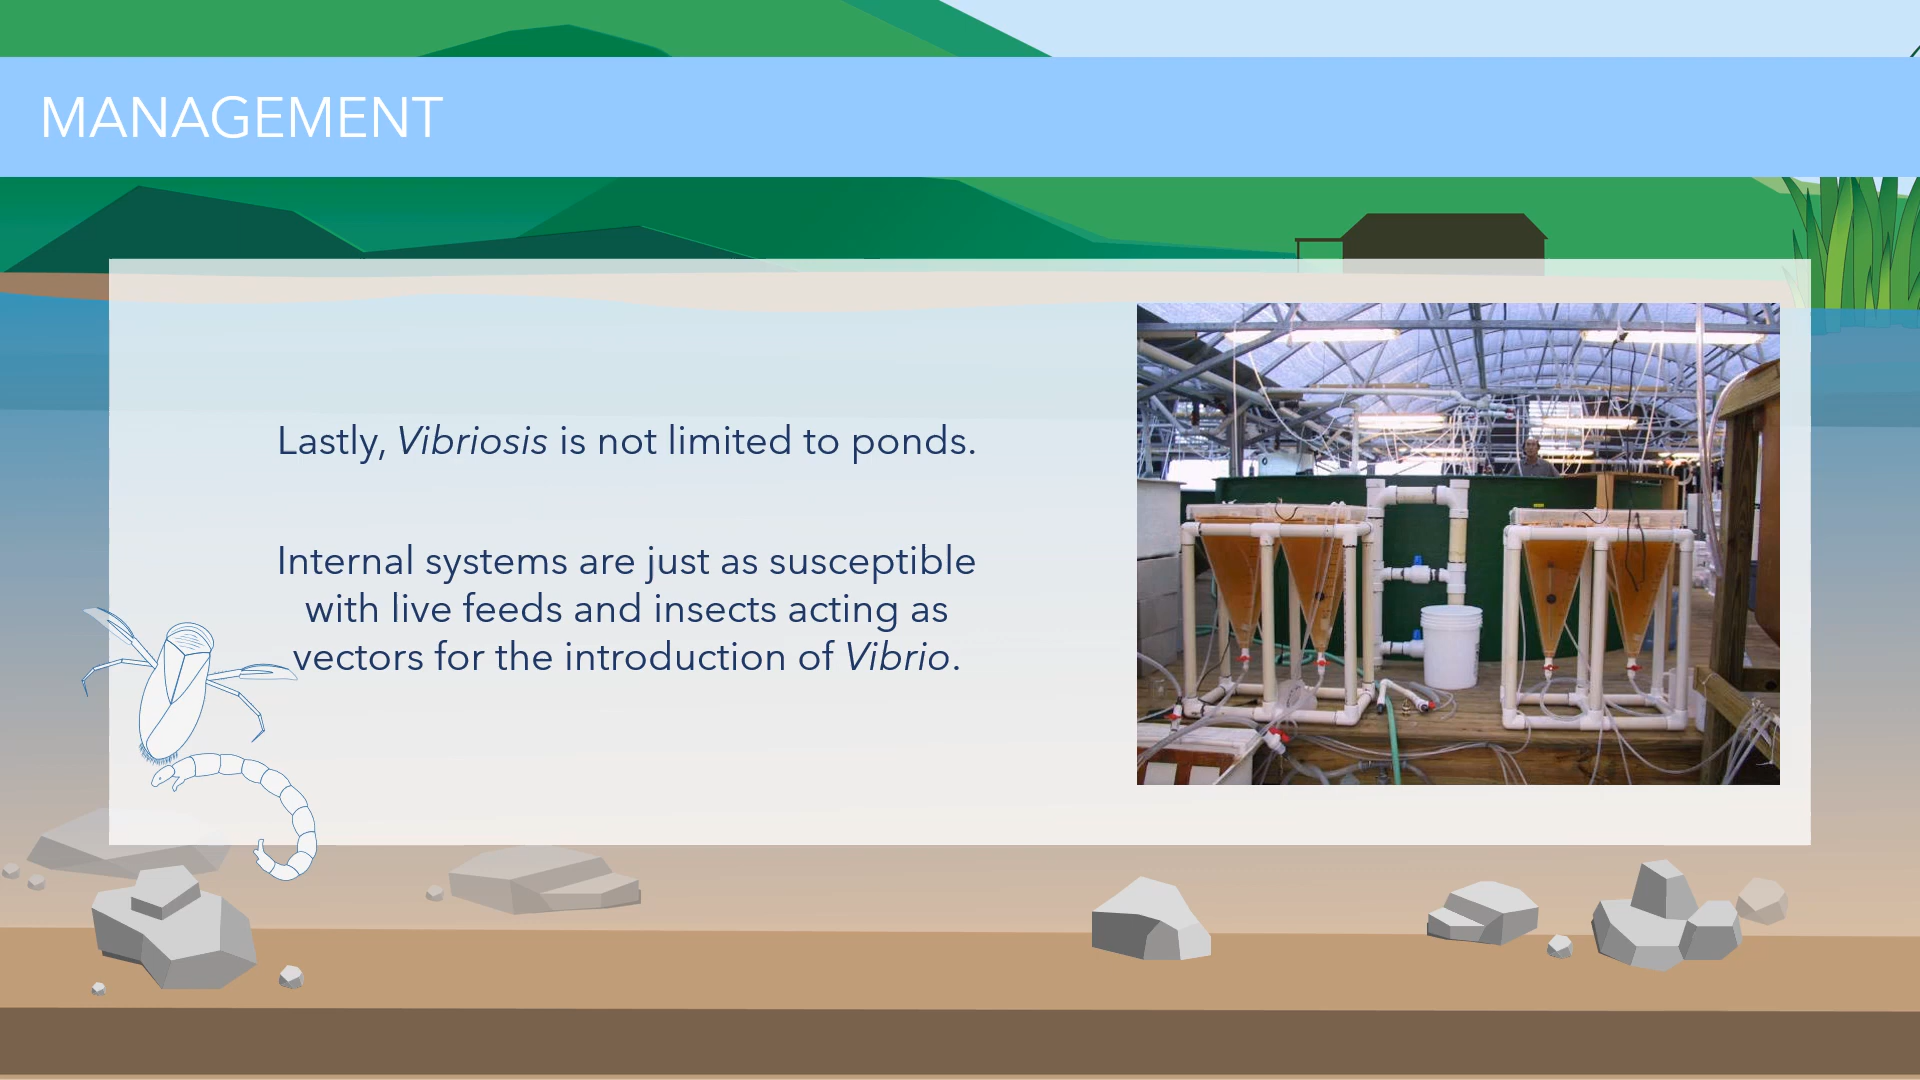 MANAGEMENT
Lastly, Vibriosis is not limited to ponds.
Internal systems are just as susceptible
with live feeds and insects acting as
vectors for the introduction of Vibrio.